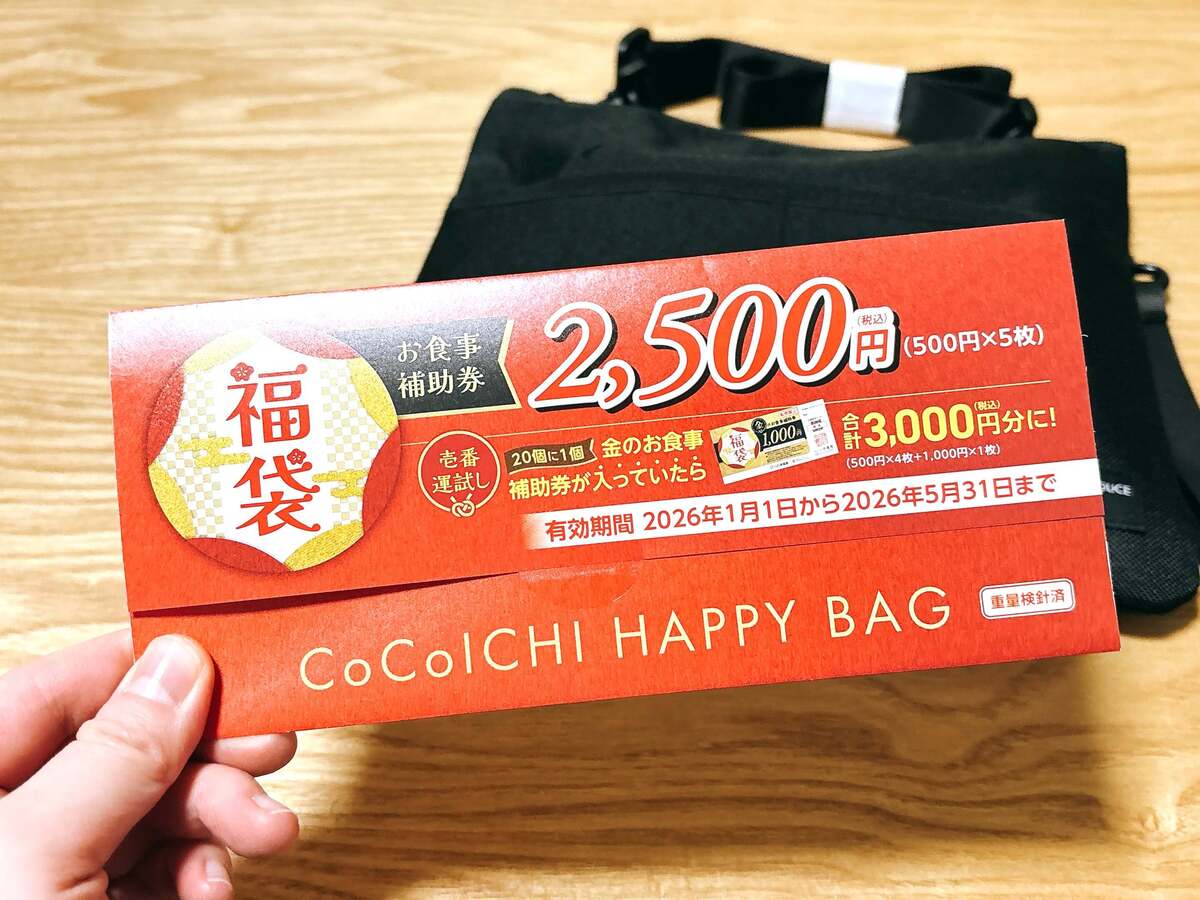 福袋
お食事
補助券
2,500円(税込)(500円×5枚)
壱番
運試し
20個に1個 金のお食事
補助券が入っていたら
福袋
1,000円
合計3,000円(税込)分に!
(500円×4枚+1,000円×1枚)
有効期間 2026年1月1日から2026年5月31日まで
CoCoICHI HAPPY BAG
重量検針済